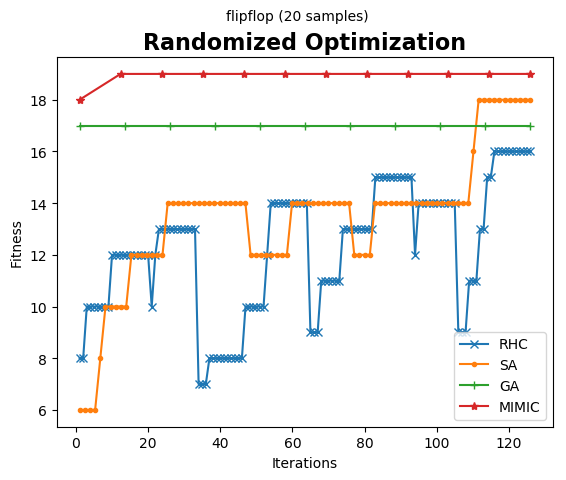 flipflop (20 samples)
Randomized Optimization
Fitness
18
16
14
12
10
8
6
0 20 40 60 80 100 120
Iterations
RHC
SA
GA
MIMIC